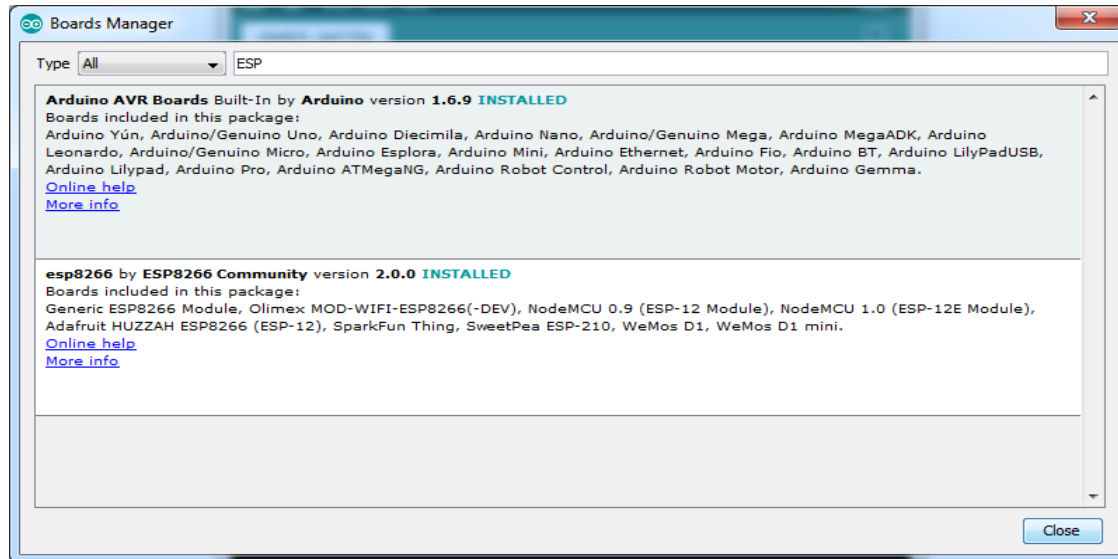 Boards Manager
Type All ESP
Arduino AVR Boards Built-In by Arduino version 1.6.9 INSTALLED
Boards included in this package:
Arduino Yún, Arduino/Genuino Uno, Arduino Diecimila, Arduino Nano, Arduino/Genuino Mega, Arduino MegaADK, Arduino
Leonardo, Arduino/Genuino Micro, Arduino Esplora, Arduino Mini, Arduino Ethernet, Arduino Fio, Arduino BT, Arduino LilyPadUSB,
Arduino Lilypad, Arduino Pro, Arduino ATMegaNG, Arduino Robot Control, Arduino Robot Motor, Arduino Gemma.
Online help
More info
esp8266 by ESP8266 Community version 2.0.0 INSTALLED
Boards included in this package:
Generic ESP8266 Module, Olimex MOD-WIFI-ESP8266(-DEV), NodeMCU 0.9 (ESP-12 Module), NodeMCU 1.0 (ESP-12E Module),
Adafruit HUZZAH ESP8266 (ESP-12), SparkFun Thing, SweetPea ESP-210, WeMos D1, WeMos D1 mini.
Online help
More info
Close